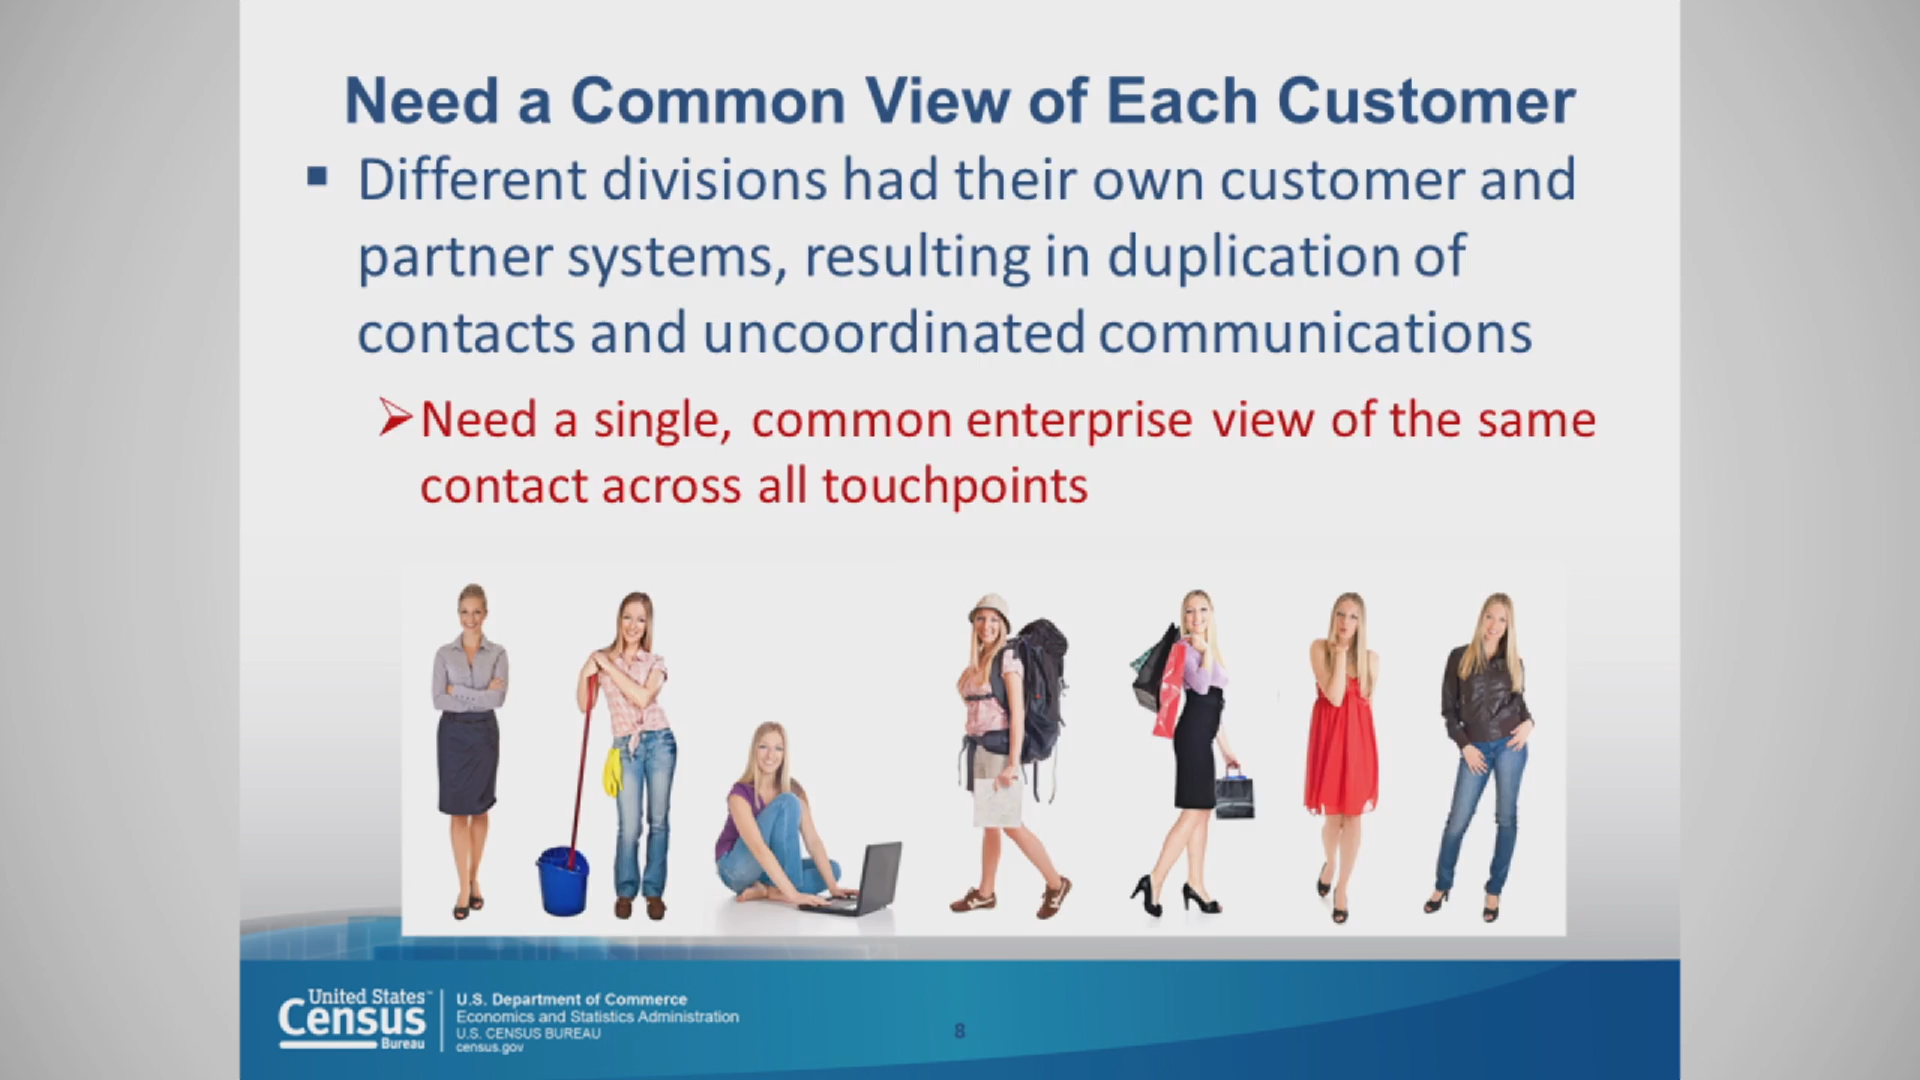 Need a Common View of Each Customer
▪ Different divisions had their own customer and
partner systems, resulting in duplication of
contacts and uncoordinated communications
➢Need a single, common enterprise view of the same
contact across all touchpoints
United States™
Census
Bureau
U.S. Department of Commerce
Economics and Statistics Administration
U.S. CENSUS BUREAU
census.gov
8